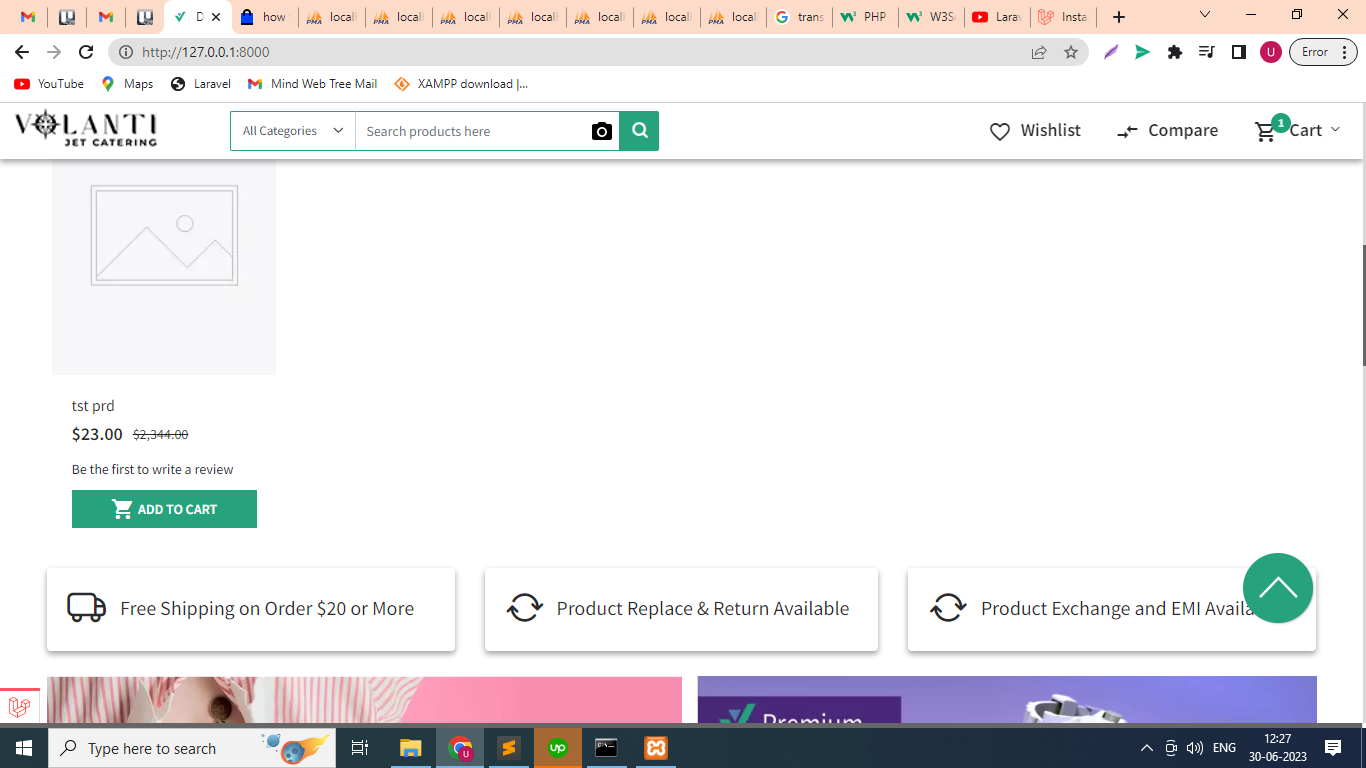 D
how
locall
locall
locall
locall
locall
locall
locall
trans
PHP
W3S
Larav
Insta
http://127.0.0.1:8000
U
Error
YouTube
Maps
Laravel
Mind Web Tree Mail
XAMPP download |...
VOLANTI
JET CATERING
All Categories
Search products here
Wishlist
Compare
1
Cart
tst prd
$23.00 $2,344.00
Be the first to write a review
ADD TO CART
Free Shipping on Order $20 or More
Product Replace & Return Available
Product Exchange and EMI Availa
Premium
Type here to search
U
up
ENG
12:27
30-06-2023